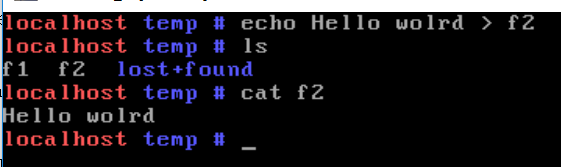 localhost temp # echo Hello wolrd > f2
localhost temp # ls
f1 f2 lost+found
localhost temp # cat f2
Hello wolrd
localhost temp # _